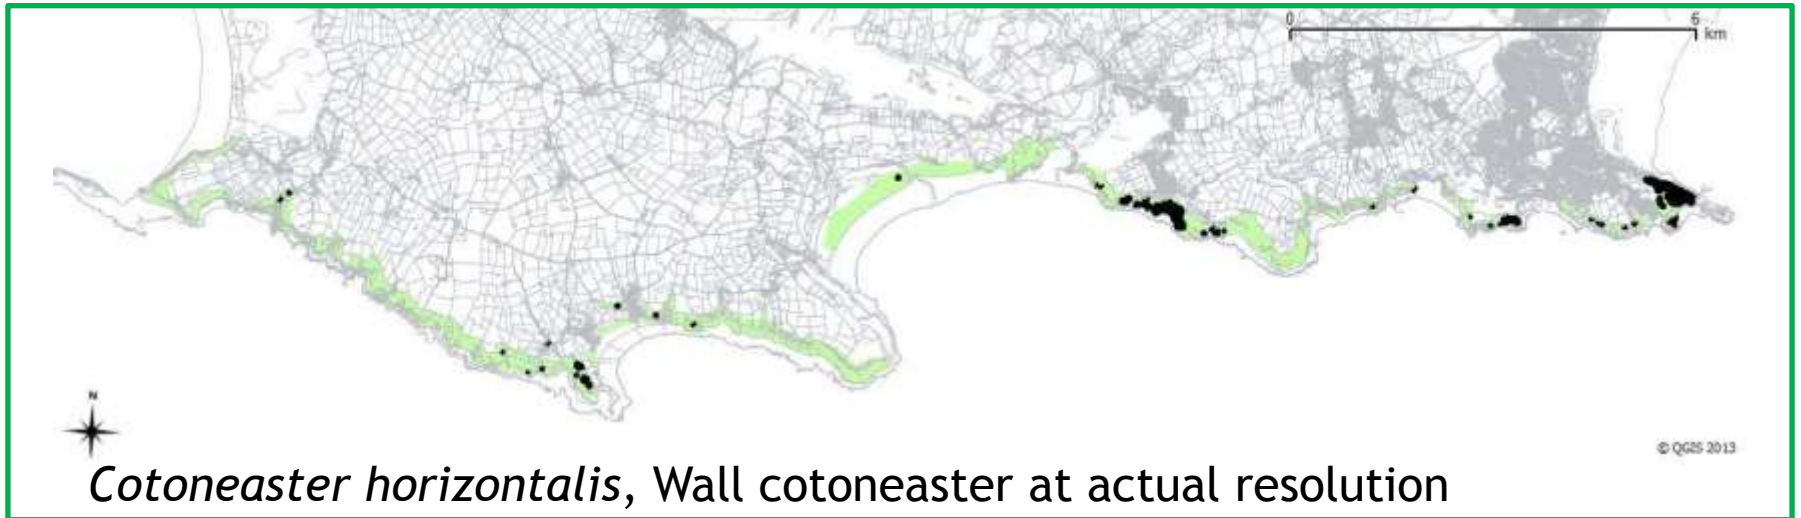 0 6
km
N
© QGIS 2013
Cotoneaster horizontalis, Wall cotoneaster at actual resolution